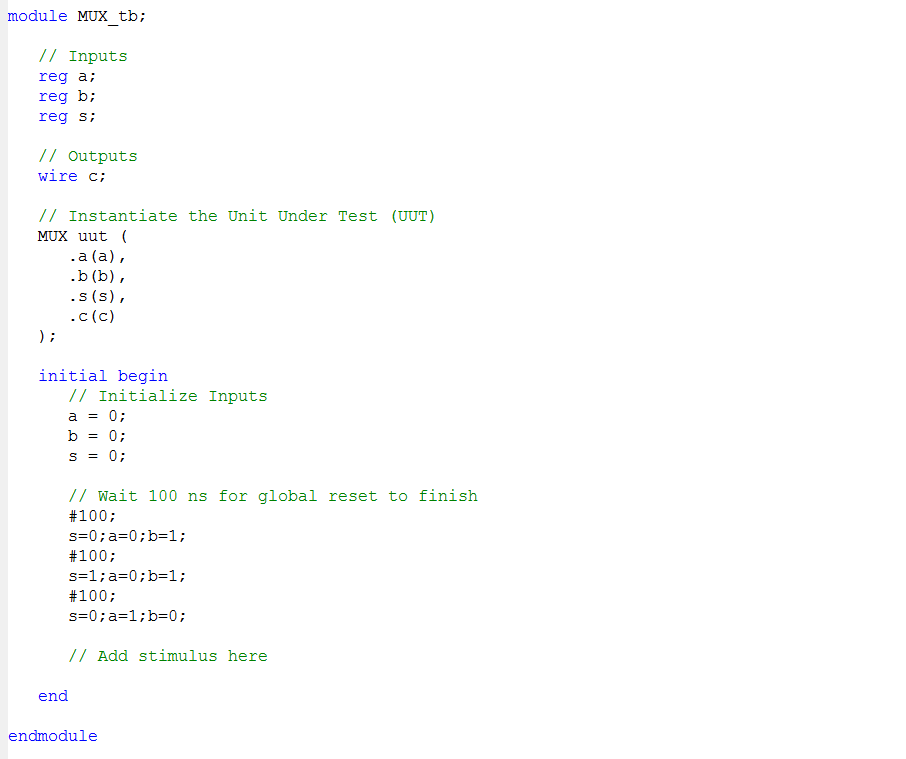 module MUX_tb;
// Inputs
reg a;
reg b;
reg s;
// Outputs
wire c;
// Instantiate the Unit Under Test (UUT)
MUX uut (
.a(a),
.b(b),
.s(s),
.c(c)
);
initial begin
// Initialize Inputs
a = 0;
b = 0;
s = 0;
// Wait 100 ns for global reset to finish
#100;
s=0;a=0;b=1;
#100;
s=1;a=0;b=1;
#100;
s=0;a=1;b=0;
// Add stimulus here
end
endmodule